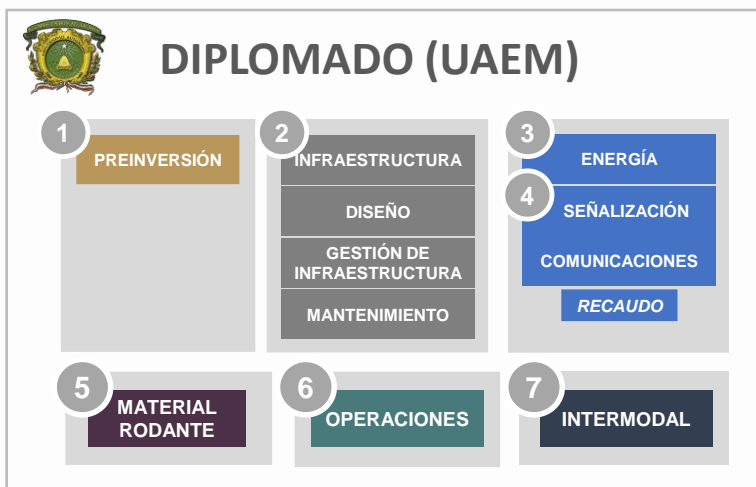 DIPLOMADO (UAEM)
1
PREINVERSIÓN
2
INFRAESTRUCTURA
DISEÑO
GESTIÓN DE
INFRAESTRUCTURA
MANTENIMIENTO
3
ENERGÍA
4
SEÑALIZACIÓN
COMUNICACIONES
RECAUDO
5
MATERIAL
RODANTE
6
OPERACIONES
7
INTERMODAL